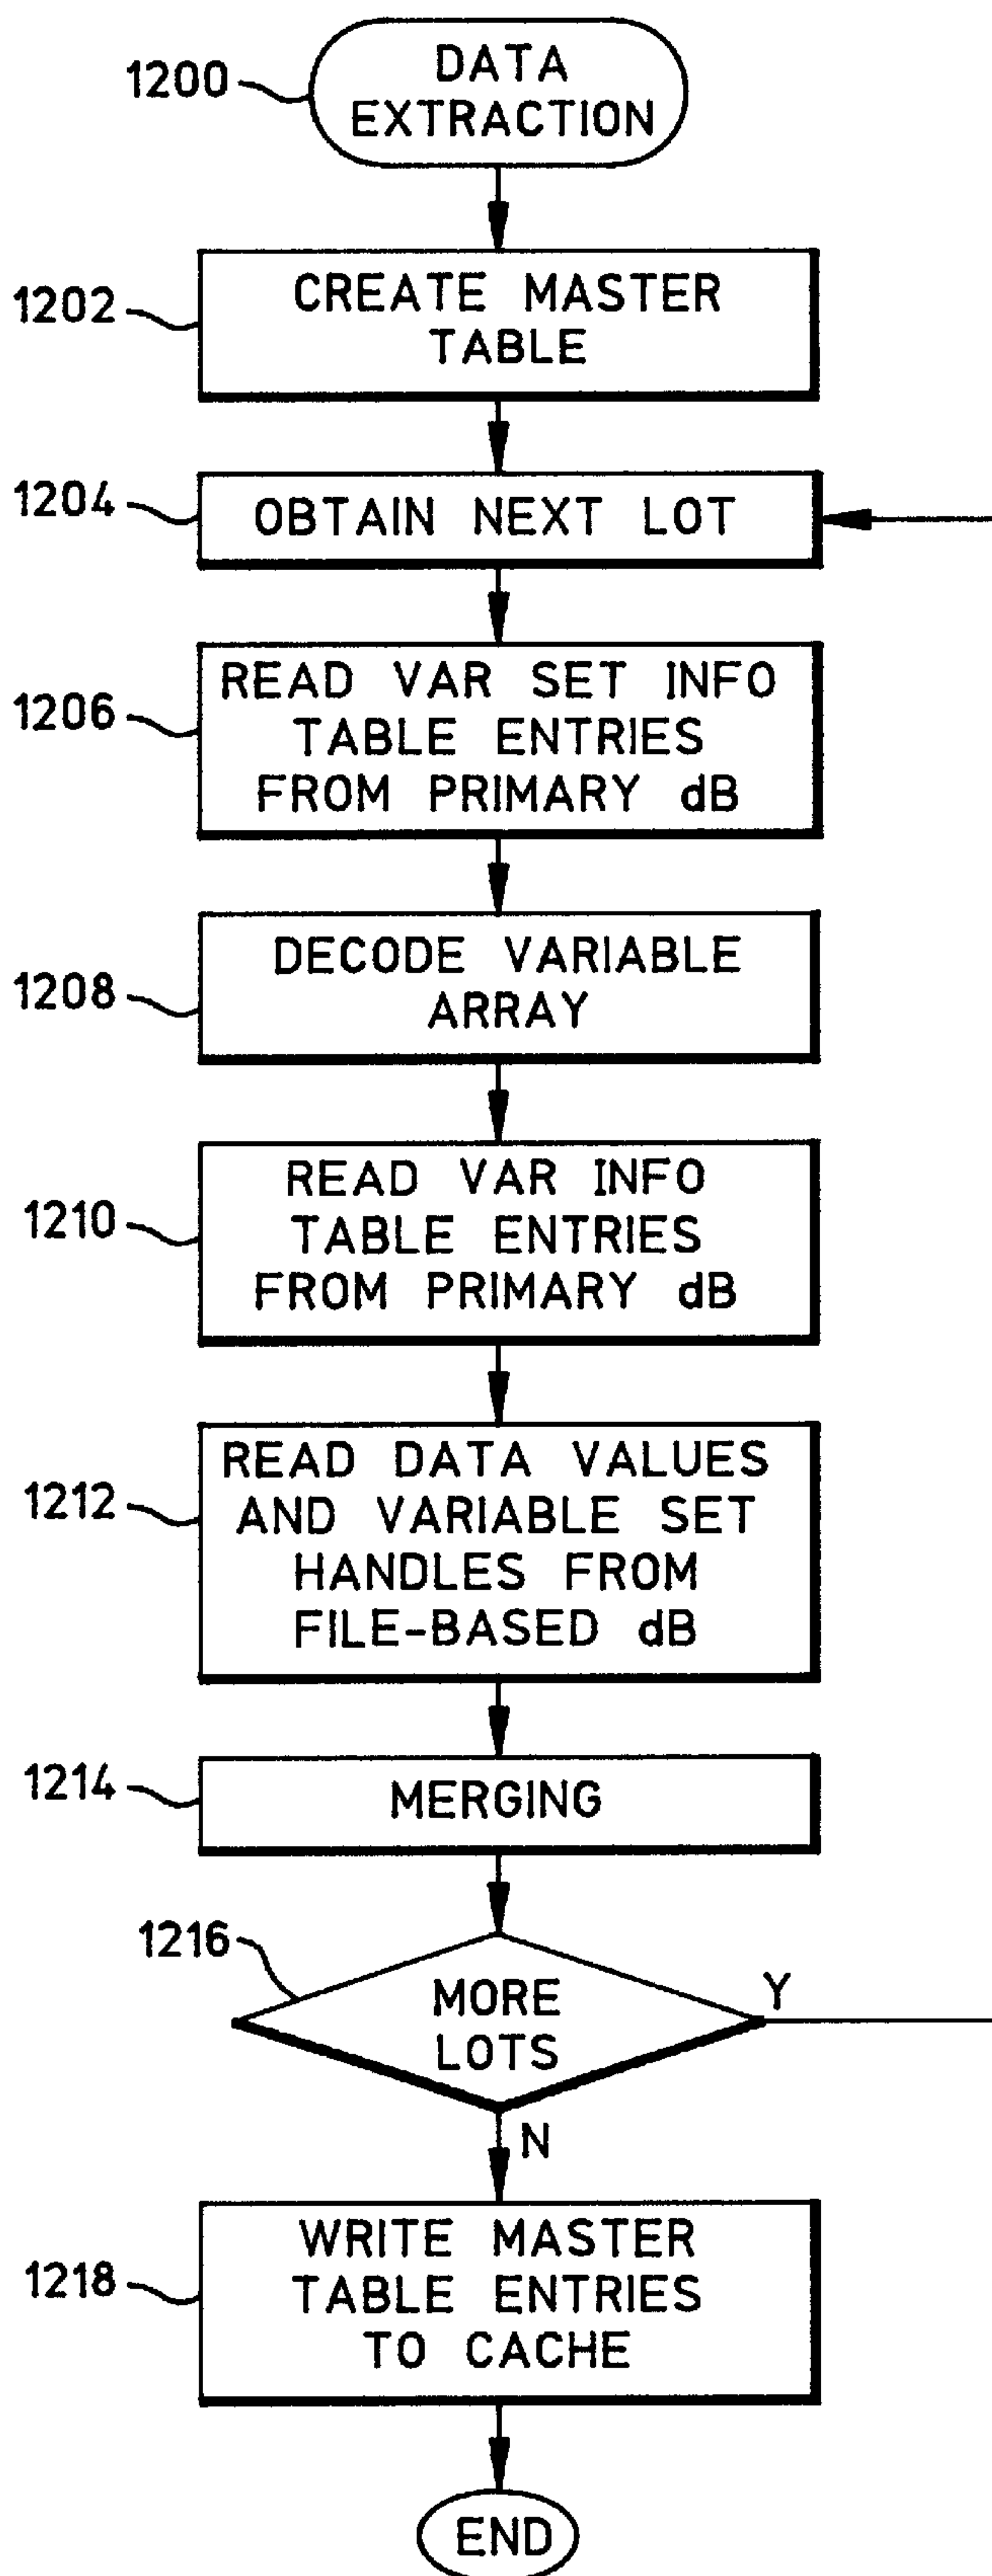 1200
DATA
EXTRACTION
1202
CREATE MASTER
TABLE
1204
OBTAIN NEXT LOT
1206
READ VAR SET INFO
TABLE ENTRIES
FROM PRIMARY dB
1208
DECODE VARIABLE
ARRAY
1210
READ VAR INFO
TABLE ENTRIES
FROM PRIMARY dB
1212
READ DATA VALUES
AND VARIABLE SET
HANDLES FROM
FILE-BASED dB
1214
MERGING
1216
MORE
LOTS
Y
N
1218
WRITE MASTER
TABLE ENTRIES
TO CACHE
END